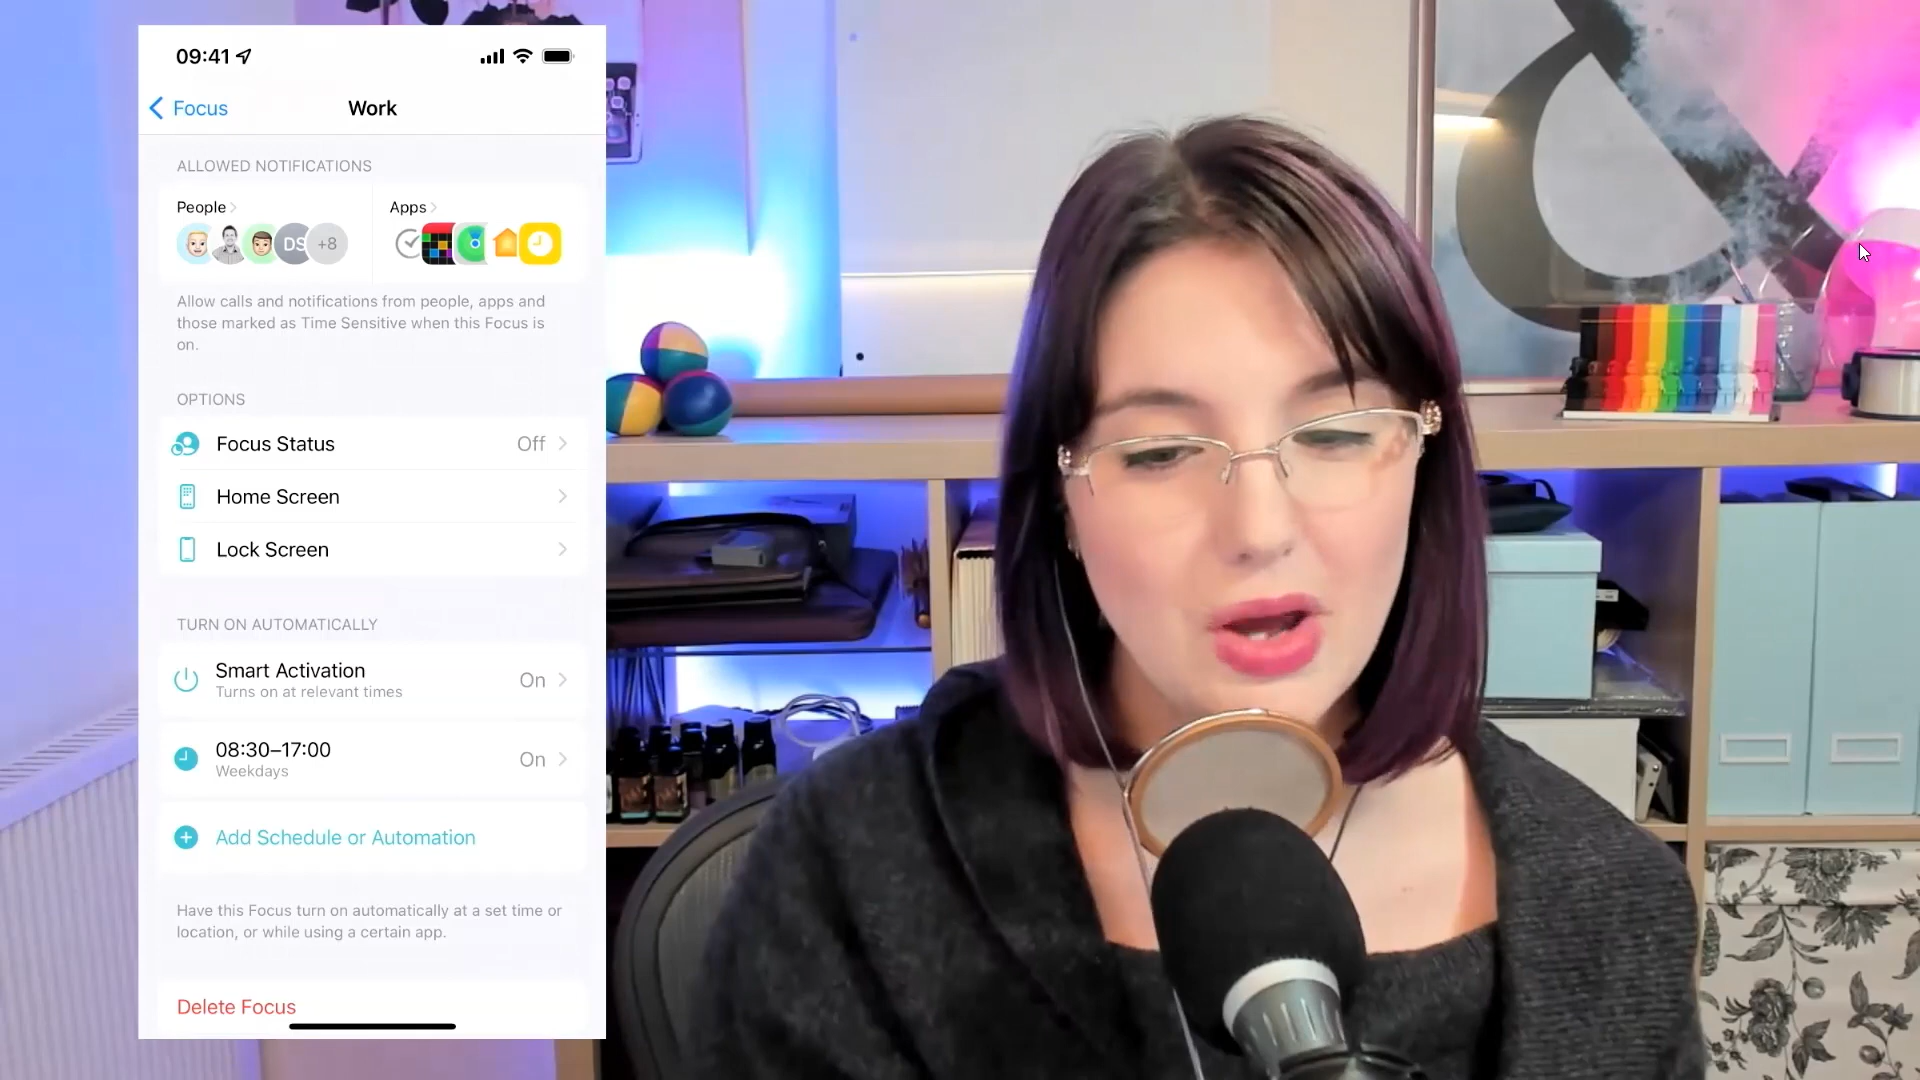 09:41
Focus
Work
ALLOWED NOTIFICATIONS
People
Apps
DS
+8
Allow calls and notifications from people, apps and
those marked as Time Sensitive when this Focus is
on.
OPTIONS
Focus Status
Off
Home Screen
Lock Screen
TURN ON AUTOMATICALLY
Smart Activation
Turns on at relevant times
On
08:30–17:00
Weekdays
On
Add Schedule or Automation
Have this Focus turn on automatically at a set time or
location, or while using a certain app.
Delete Focus